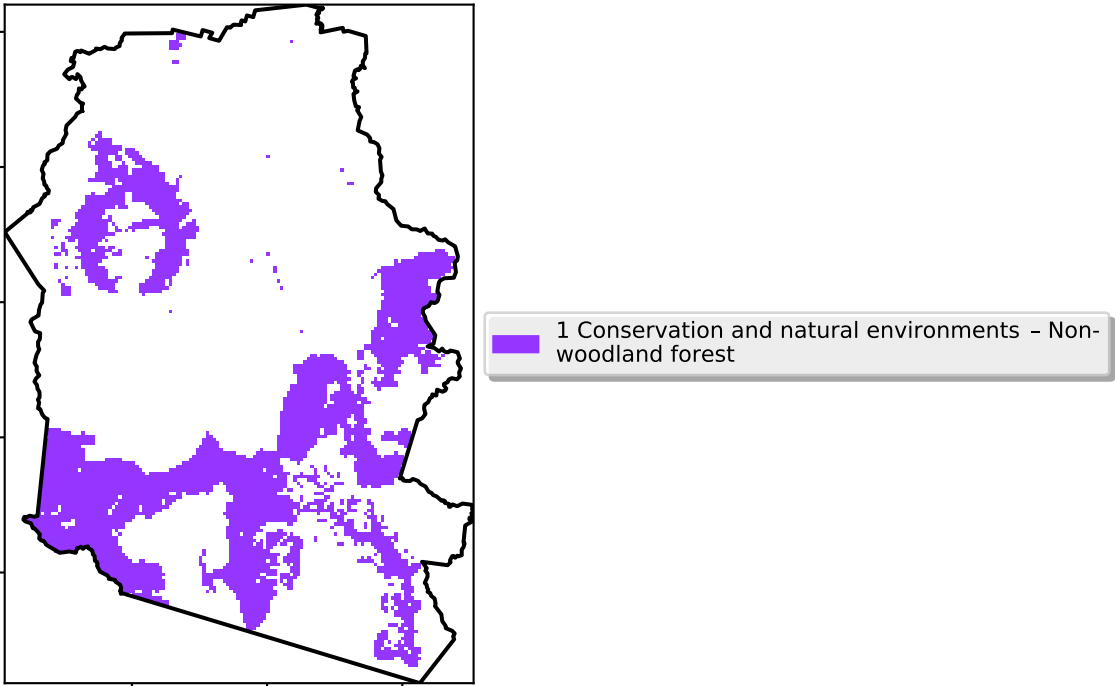 1 Conservation and natural environments – Non-
woodland forest